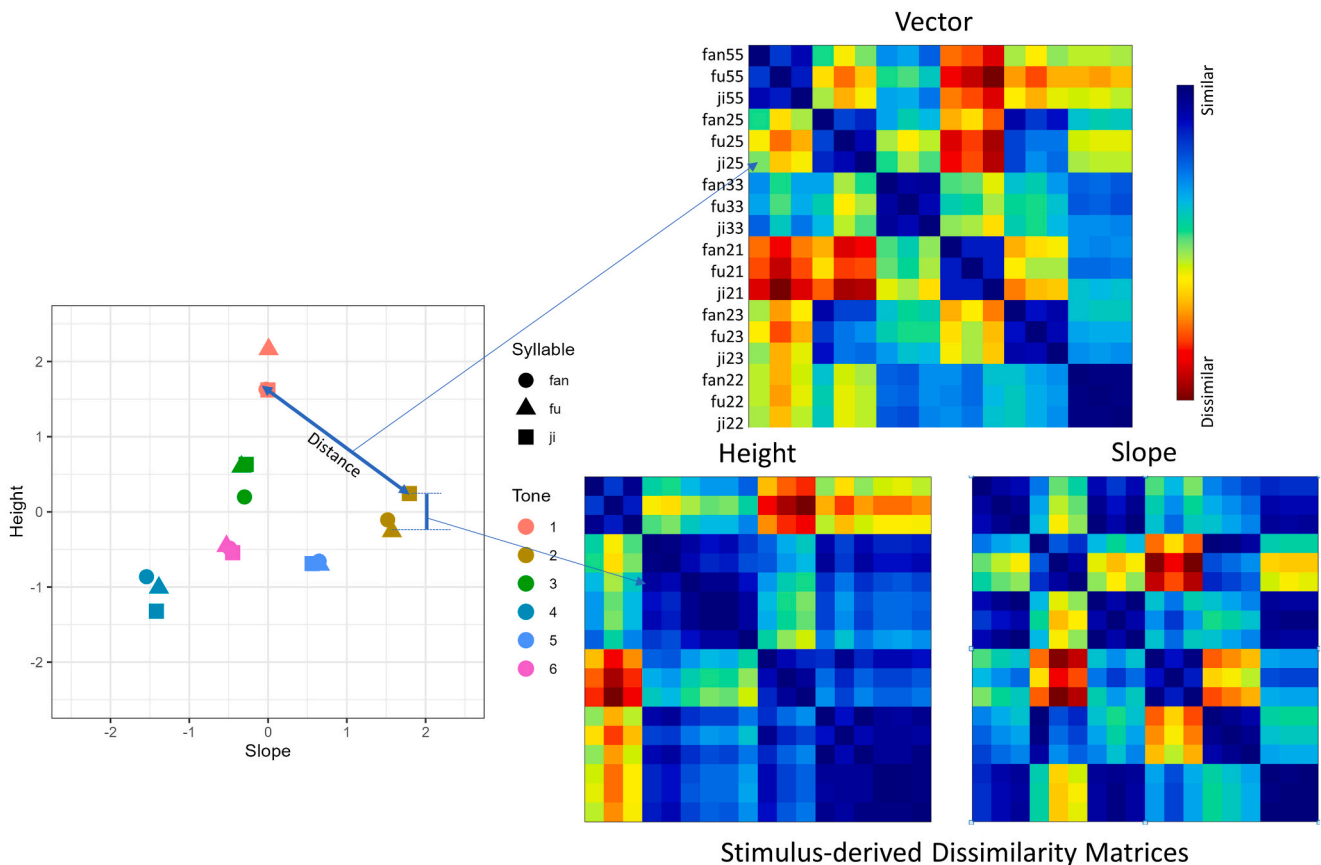 Vector
fan55
fu55
ji55
fan25
fu25
ji25
fan33
fu33
ji33
fan21
fu21
ji21
fan23
fu23
ji23
fan22
fu22
ji22
Similar
Dissimilar
Height
2
1
0
-1
-2
-2
-1
0
1
2
Slope
Distance
Syllable
fan
fu
ji
Tone
1
2
3
4
5
6
Height
Slope
Stimulus-derived Dissimilarity Matrices